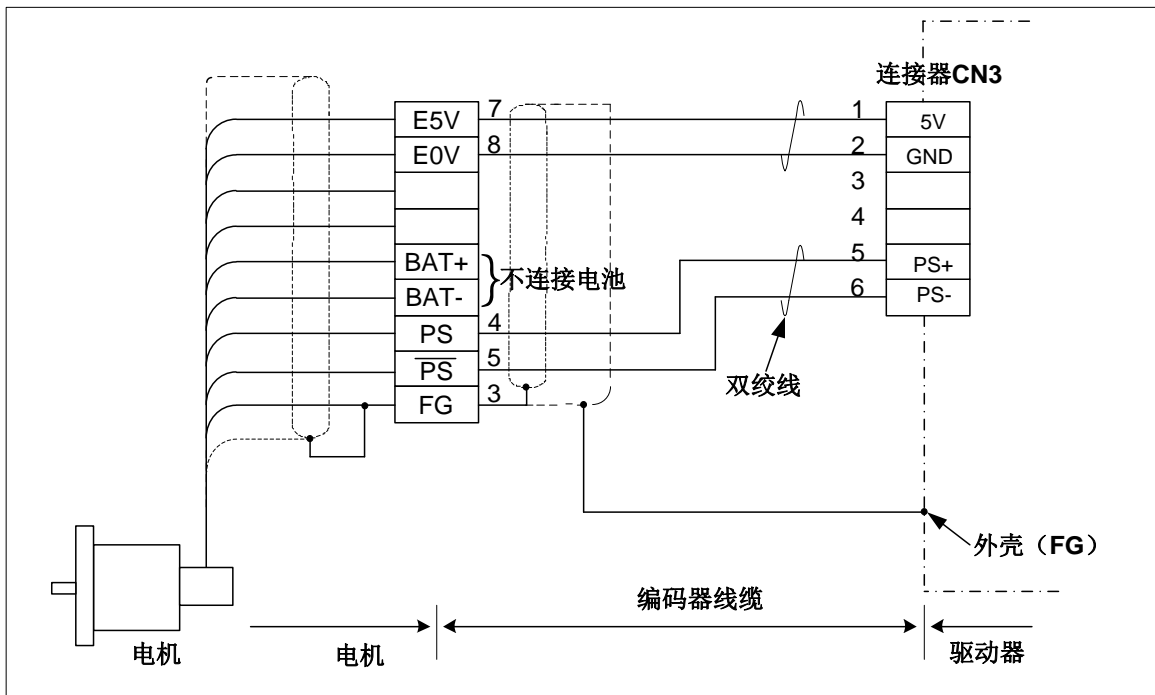 连接器CN3
E5V 7 1 5V
E0V 8 2 GND
3
4
BAT+ 5 PS+
不连接电池
BAT- 6 PS-
PS 4
PS 5
FG 3
双绞线
外壳（FG）
编码器线缆
电机 电机 驱动器